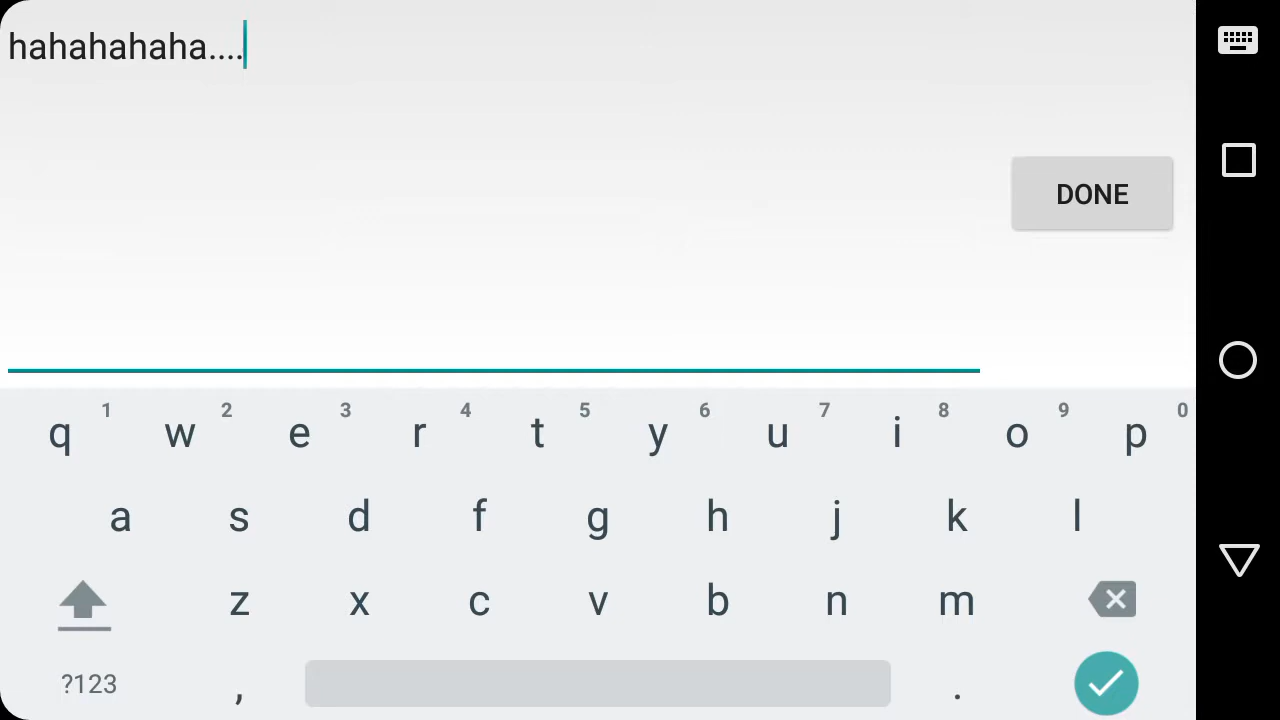 hahahahaha....
DONE
1 2 3 4 5 6 7 8 9 0
q w e r t y u i o p
a s d f g h j k l
z x c v b n m
?123 , .